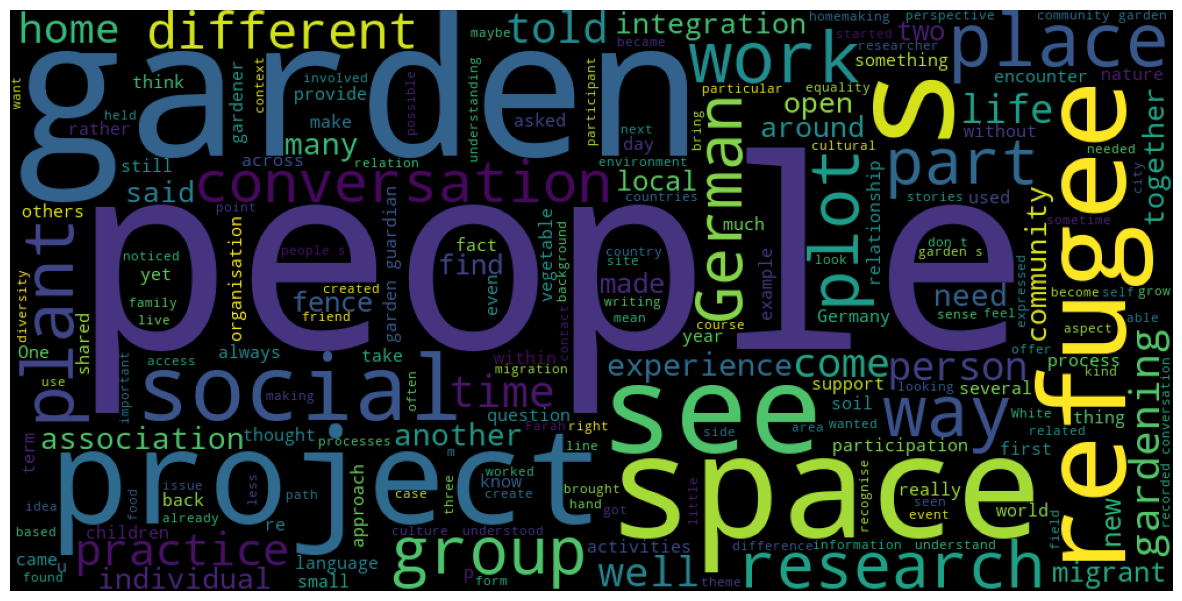 home
different
told
integration
homemaking
perspective
community garden
maybe
became
started
two
place
researcher
something
want
garden
think
context
involved
provide
possible
understanding
participant
work
particular
equality
open
s
encounter
nature
life
without
refugee
held
rather
gardener
make
asked
many
next
day
bring
around
cultural
needed
still
across
relation
environment
German
plot
part
together
said
conversation
local
countries
relationship
stories
used
city
sometime
others
point
much
community
plant
people
noticed
yet
organisation
people s
garden guardian
fact
find
even
vegetable
background
country
site
made
example
look
don t
garden s
expressed
diversity
family
live
created
fence
friend
writing
mean
course
Germany
need
sense
feel
become
self
grow
One
shared
access
always
take
within
contact
year
aspect
able
use
important
social
making
often
time
migration
experience
come
person
offer
process
kind
see
support
looking
several
question
Farah
right
soil
wanted
way
White
thing
related
association
thought
processes
another
line
side
area
participation
first
term
project
m
worked
know
issue
less
path
case
three
create
brought
hand
got
little
space
recognise
really
seen
event
world
gardening
recorded conversation
idea
back
food
already
approach
new
field
based
re
culture
understood
children
practice
group
activities
difference
information
understand
came
u
language
well
research
found
individual
small
p
form
theme
migrant